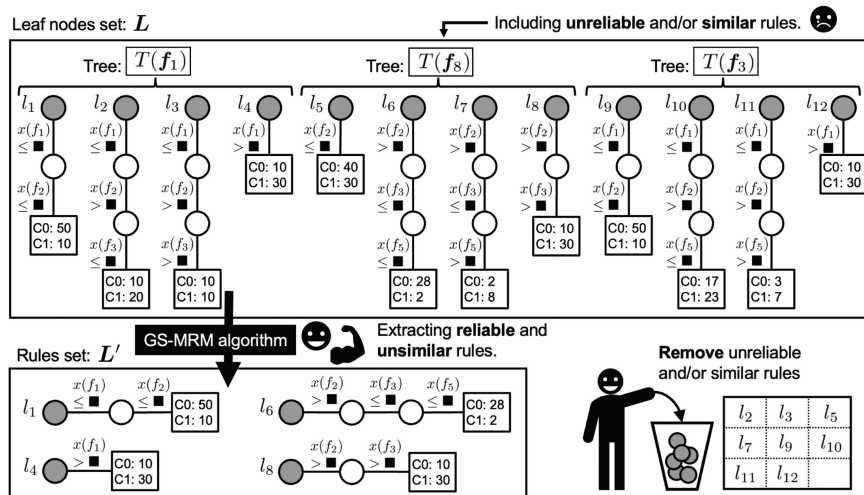 Leaf nodes set: L
Including unreliable and/or similar rules.
Tree: T(f₁)
Tree: T(f₈)
Tree: T(f₃)
l₁ l₂ l₃ l₄ l₅ l₆ l₇ l₈ l₉ l₁₀ l₁₁ l₁₂
x(f₁) x(f₁) x(f₁) x(f₁) x(f₂) x(f₂) x(f₂) x(f₂) x(f₁) x(f₁) x(f₁) x(f₁)
≤ ■ ≤ ■ ≤ ■ > ■ ≤ ■ > ■ > ■ > ■ ≤ ■ ≤ ■ ≤ ■ > ■
C0: 10 C0: 40 C0: 10
C1: 30 C1: 30 C1: 30
x(f₂) x(f₂) x(f₂) x(f₃) x(f₃) x(f₃) x(f₂) x(f₂) x(f₂)
≤ ■ > ■ > ■ ≤ ■ ≤ ■ > ■ ≤ ■ > ■ > ■
C0: 50 C0: 10 C0: 50
C1: 10 C1: 30 C1: 10
x(f₃) x(f₃) x(f₅) x(f₅) x(f₅) x(f₅)
≤ ■ > ■ ≤ ■ > ■ ≤ ■ > ■
C0: 10 C0: 10 C0: 28 C0: 2 C0: 17 C0: 3
C1: 20 C1: 10 C1: 2 C1: 8 C1: 23 C1: 7
GS-MRM algorithm
Extracting reliable and
unsimilar rules.
Rules set: L′
x(f₁) x(f₂) x(f₂) x(f₃) x(f₅)
l₁ ≤ ■ ≤ ■ C0: 50 l₆ > ■ ≤ ■ ≤ ■ C0: 28
C1: 10 C1: 2
x(f₁) x(f₂) x(f₃)
l₄ > ■ C0: 10 l₈ > ■ > ■ C0: 10
C1: 30 C1: 30
Remove unreliable
and/or similar rules
l₂ l₃ l₅
l₇ l₉ l₁₀
l₁₁ l₁₂